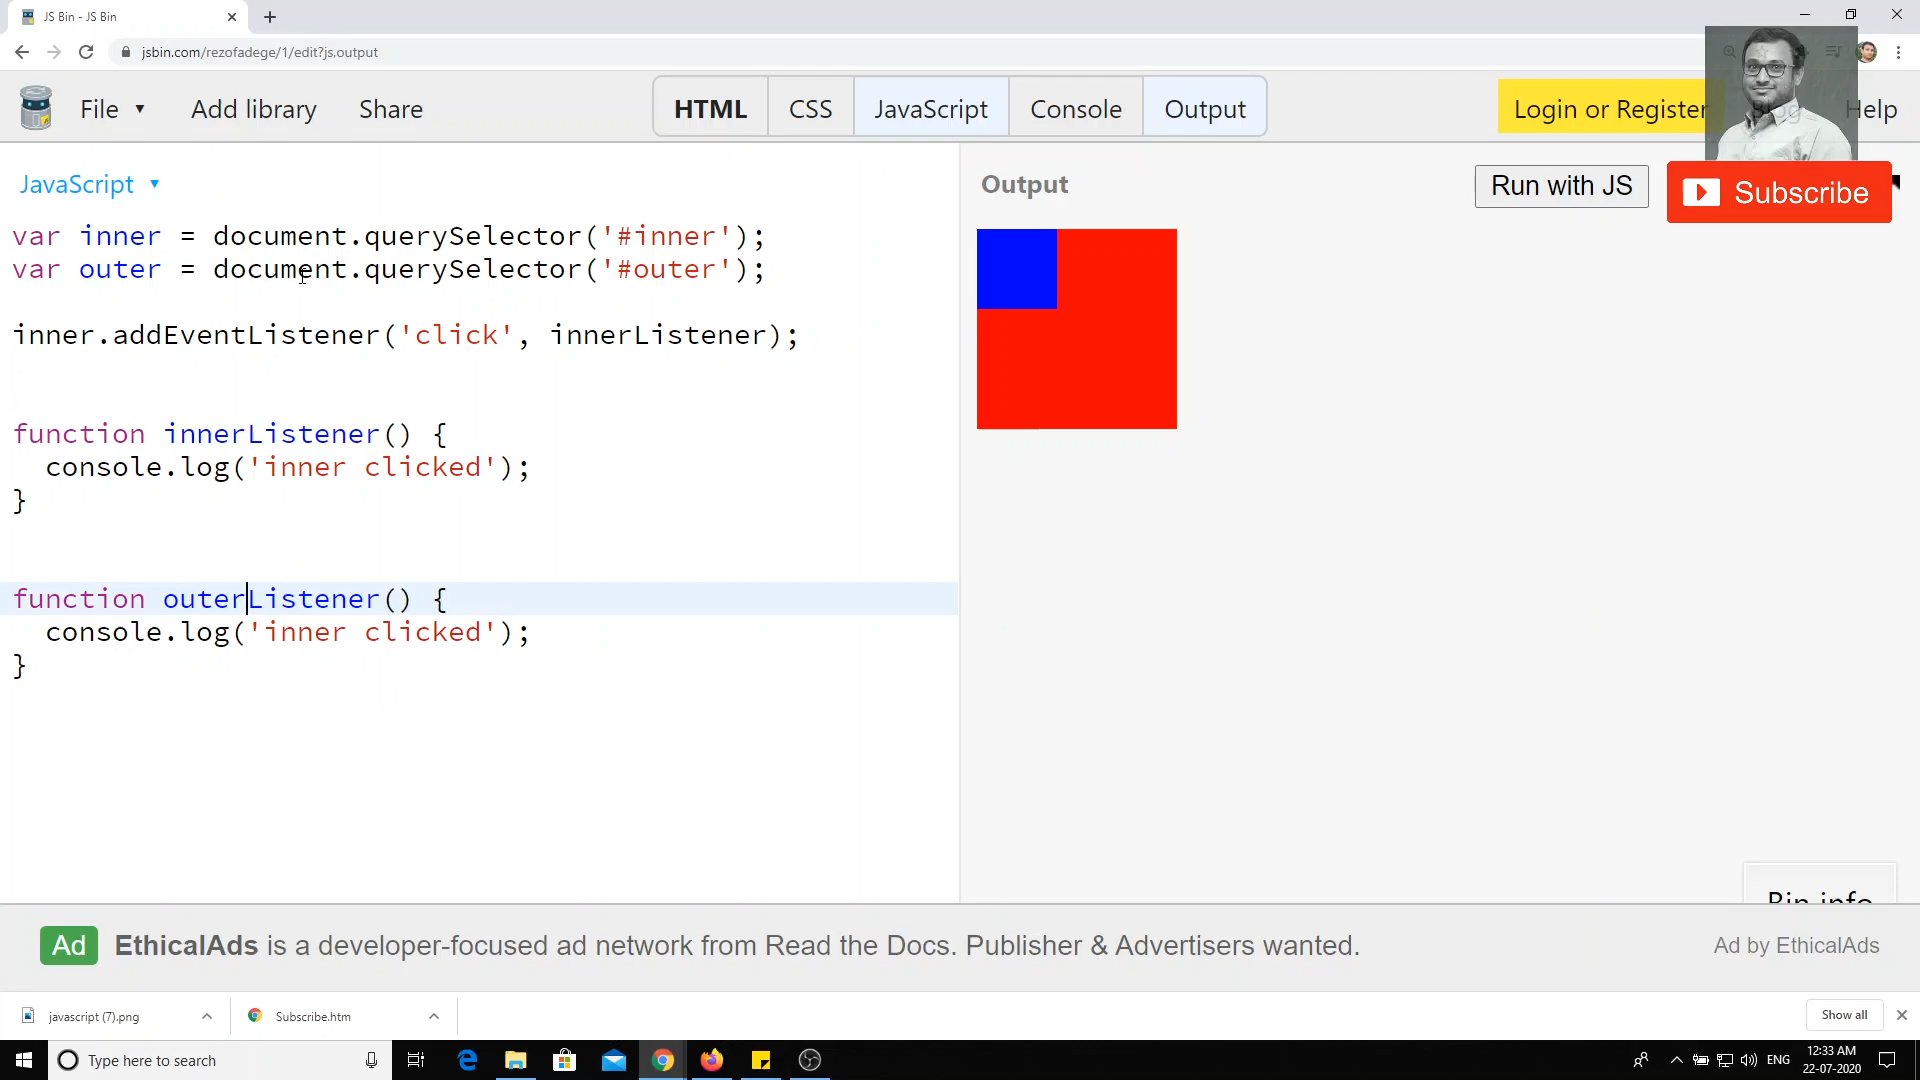 JS Bin - JS Bin
jsbin.com/rezofadege/1/edit?js,output
File ▼ Add library Share HTML CSS JavaScript Console Output Login or Register Blog Help
JavaScript ▼
Output
Run with JS
Subscribe
var inner = document.querySelector('#inner');
var outer = document.querySelector('#outer');
inner.addEventListener('click', innerListener);
function innerListener() {
console.log('inner clicked');
}
function outerListener() {
console.log('inner clicked');
}
Bin info
Ad EthicalAds is a developer-focused ad network from Read the Docs. Publisher & Advertisers wanted. Ad by EthicalAds
javascript (7).png
Subscribe.htm
Show all
Type here to search
ENG
12:33 AM
22-07-2020